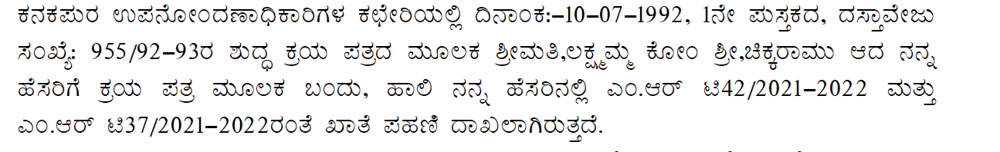 ಕನಕಪುರ ಉಪನೋಂದಣಾಧಿಕಾರಿಗಳ ಕಛೇರಿಯಲ್ಲಿ ದಿನಾಂಕ:–10–07–1992, 1ನೇ ಪುಸ್ತಕದ, ದಸ್ತಾವೇಜು
ಸಂಖ್ಯೆ: 955/92–93ರ ಶುದ್ಧ ಕ್ರಯ ಪತ್ರದ ಮೂಲಕ ಶ್ರೀಮತಿ,ಲಕ್ಷ್ಮಮ್ಮ ಕೋಂ ಶ್ರೀ,ಚಿಕ್ಕರಾಮು ಆದ ನನ್ನ
ಹೆಸರಿಗೆ ಕ್ರಯ ಪತ್ರ ಮೂಲಕ ಬಂದು, ಹಾಲಿ ನನ್ನ ಹೆಸರಿನಲ್ಲಿ ಎಂ.ಆರ್ ಟಿ42/2021–2022 ಮತ್ತು
ಎಂ.ಆರ್ ಟಿ37/2021–2022ರಂತೆ ಖಾತೆ ಪಹಣಿ ದಾಖಲಾಗಿರುತ್ತದೆ.